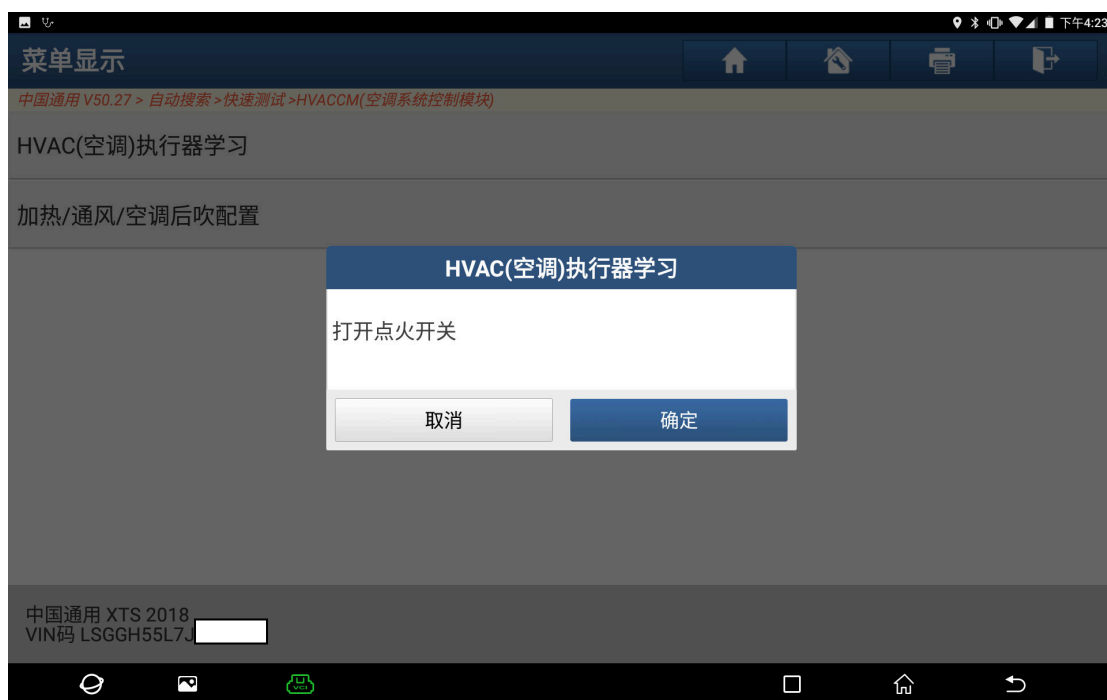 下午4:23
菜单显示
中国通用 V50.27 > 自动搜索 > 快速测试 >HVACCM(空调系统控制模块)
HVAC(空调)执行器学习
加热/通风/空调后吹配置
HVAC(空调)执行器学习
打开点火开关
取消
确定
中国通用 XTS 2018
VIN码 LSGGH55L7J
VCI